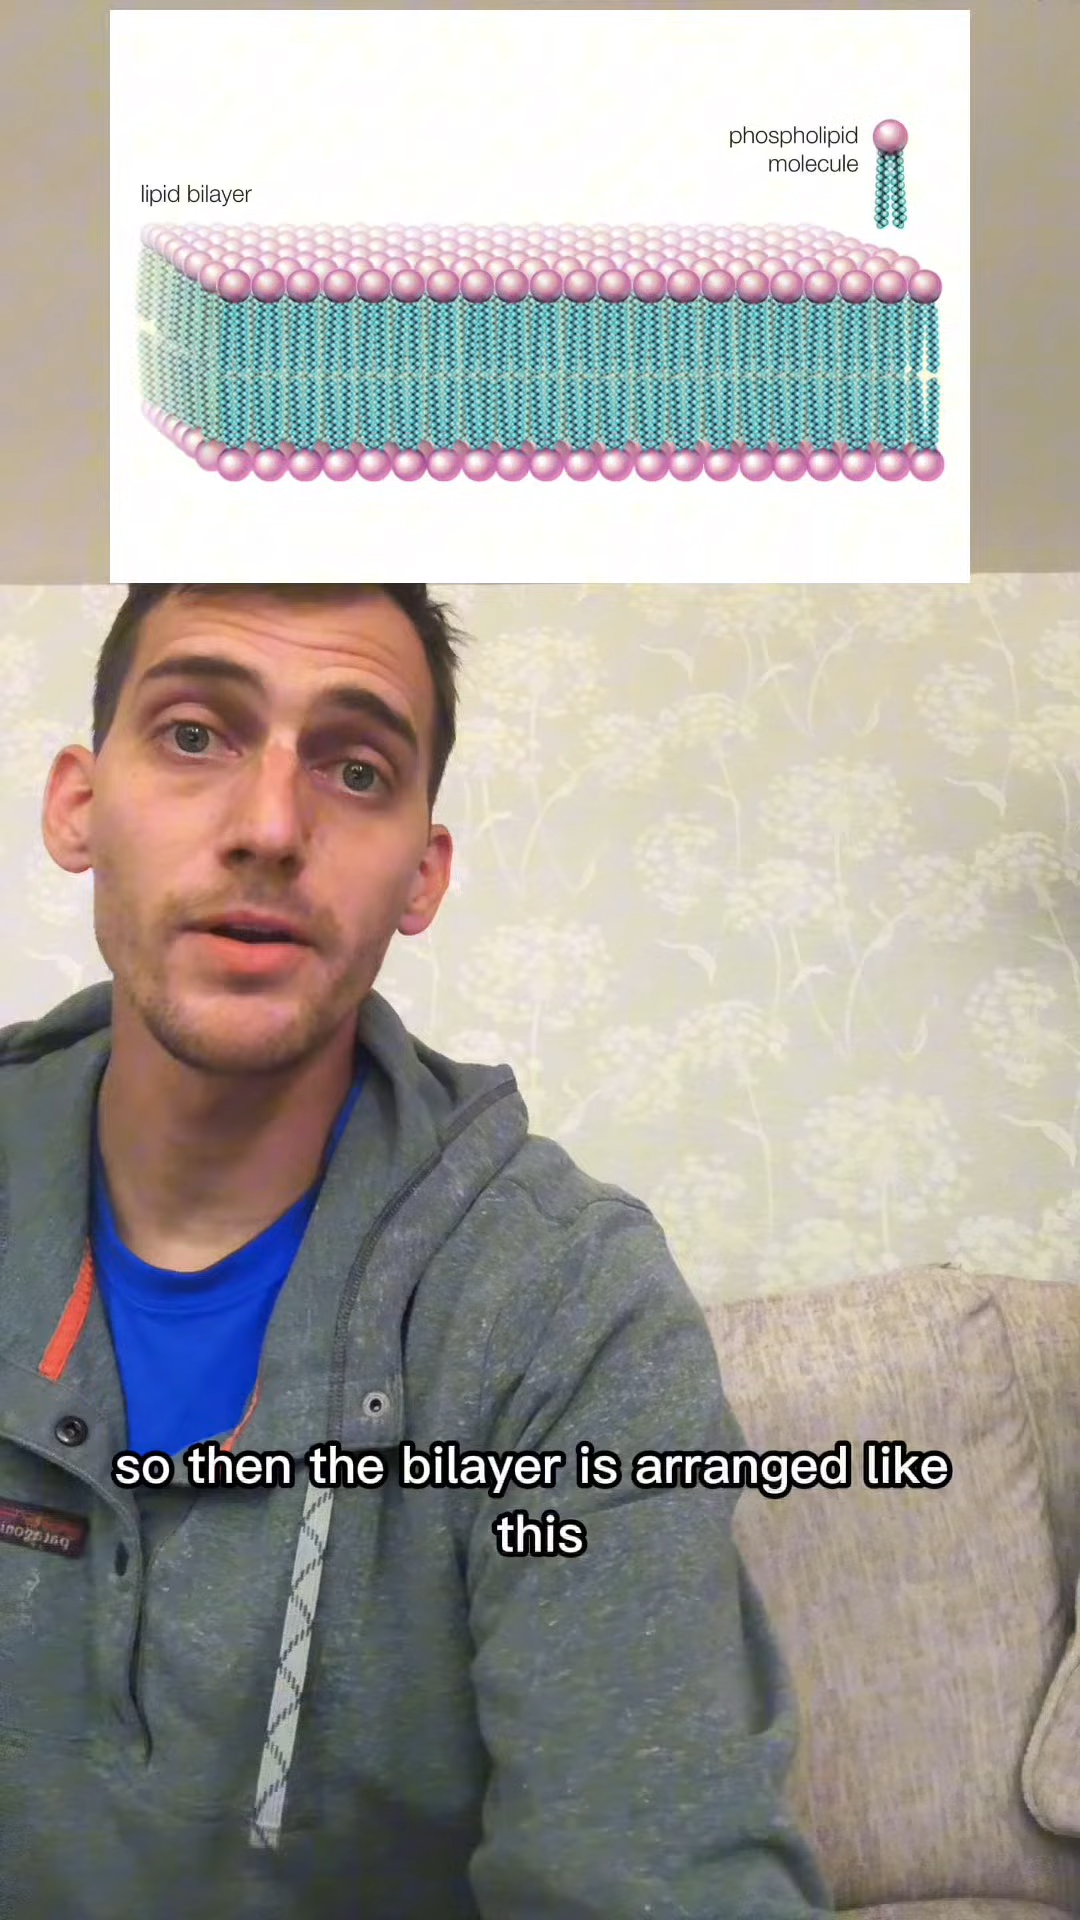 phospholipid
molecule
lipid bilayer
so then the bilayer is arranged like
this